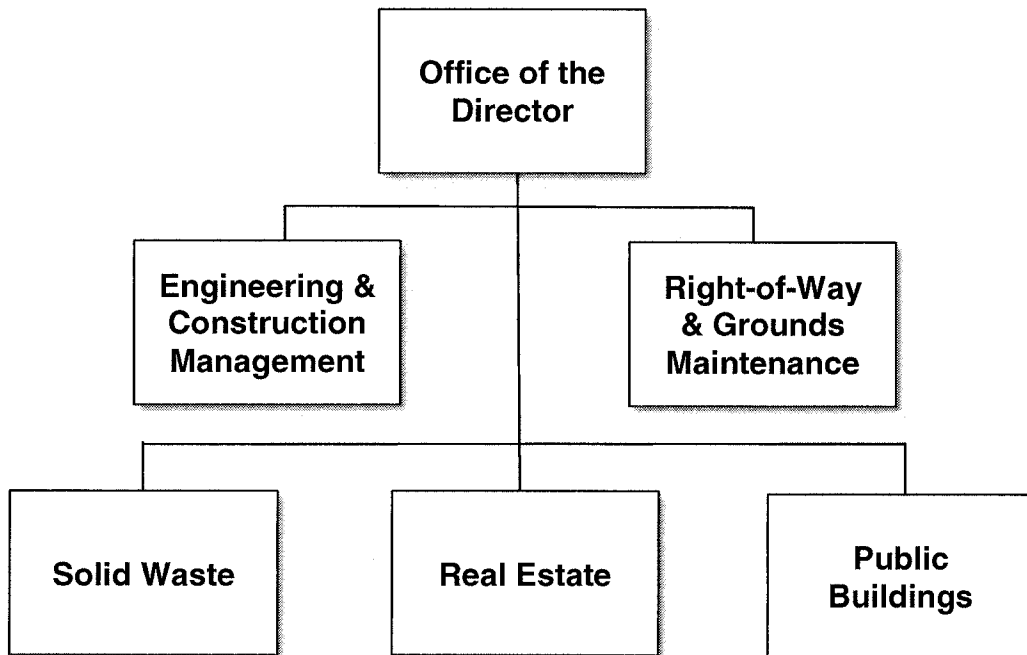 Office of the
Director
Engineering &
Construction
Management
Right-of-Way
& Grounds
Maintenance
Solid Waste
Real Estate
Public
Buildings